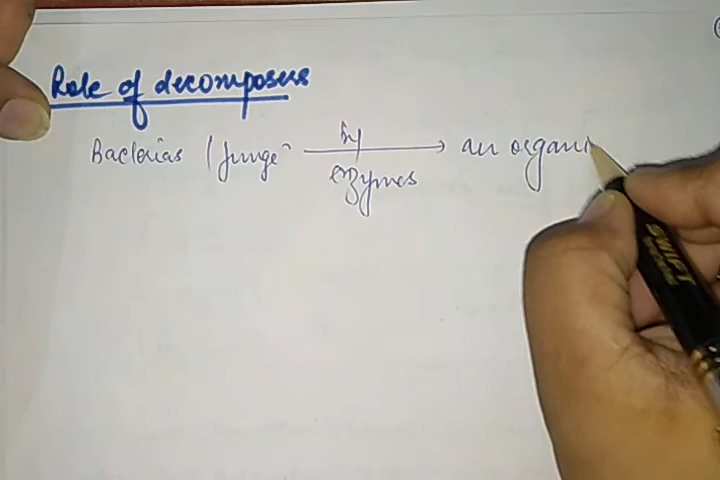 Role of decomposers
Bacterias / fungi by enzymes → an organi
SWIFT